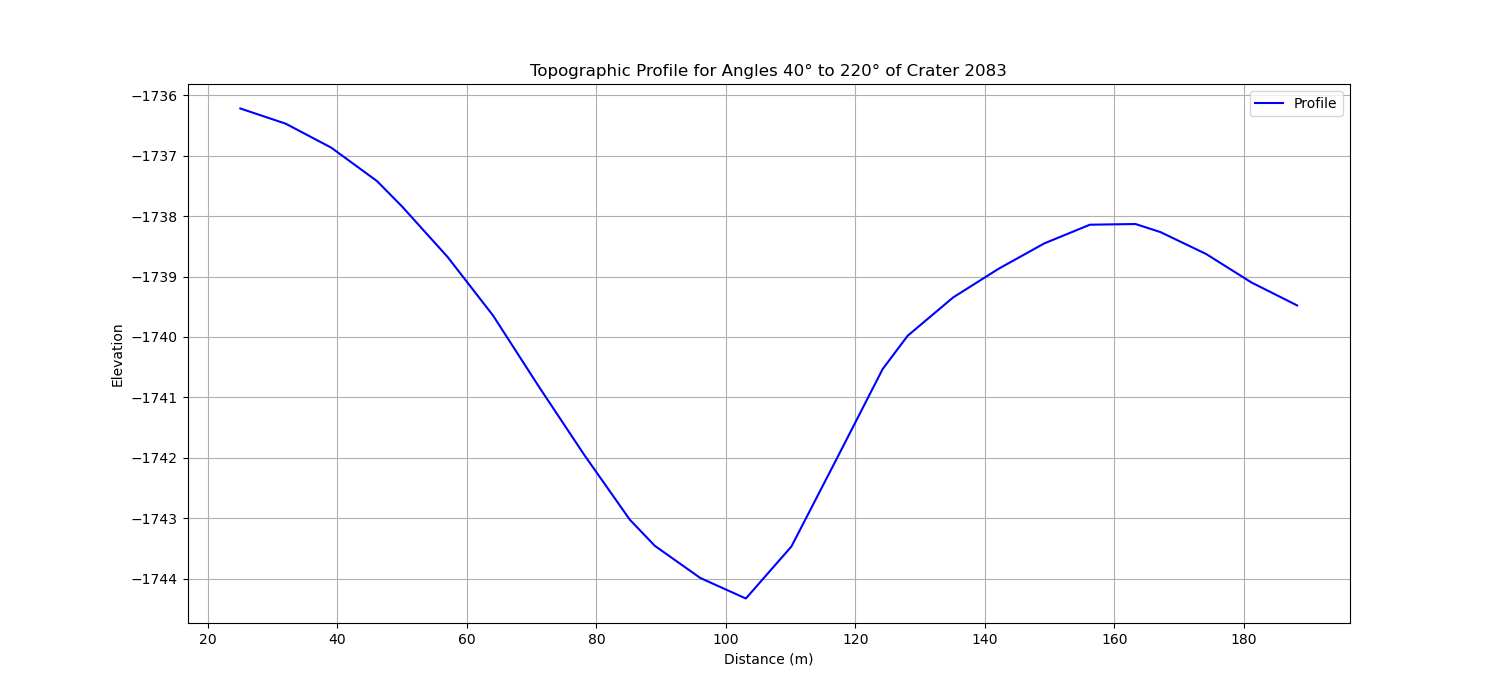 Topographic Profile for Angles 40° to 220° of Crater 2083
Profile
−1736
−1737
−1738
−1739
−1740
−1741
−1742
−1743
−1744
Elevation
20 40 60 80 100 120 140 160 180
Distance (m)